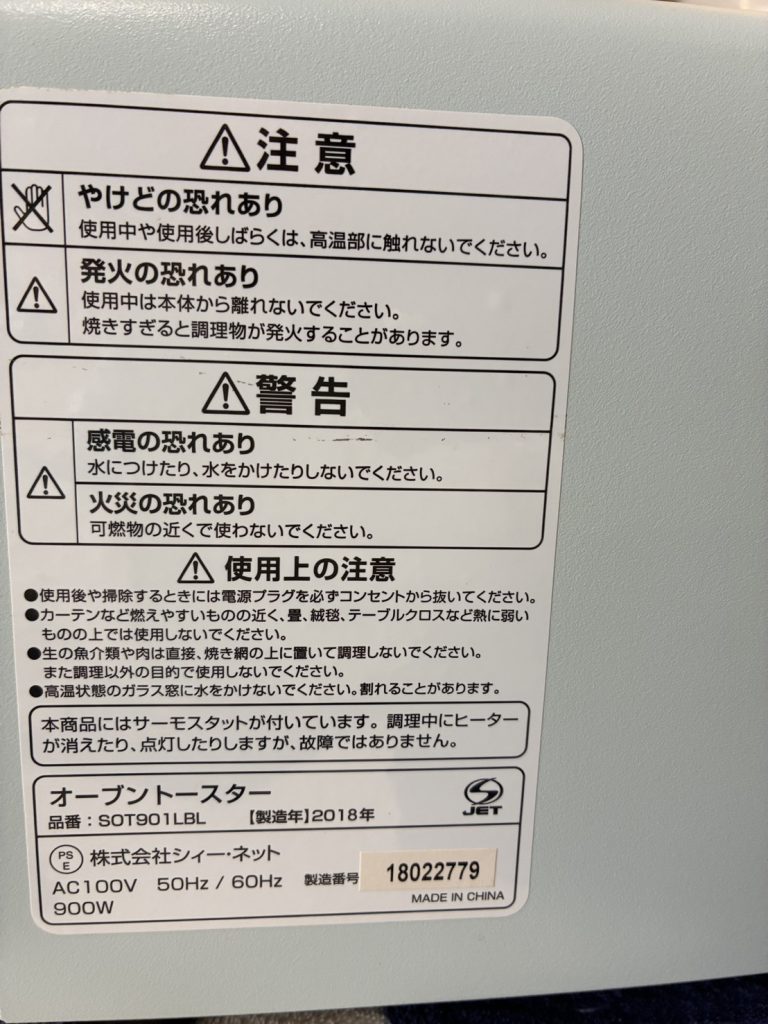 ⚠注意
やけどの恐れあり
使用中や使用後しばらくは、高温部に触れないでください。
発火の恐れあり
使用中は本体から離れないでください。
焼きすぎると調理物が発火することがあります。
⚠警告
感電の恐れあり
水につけたり、水をかけたりしないでください。
火災の恐れあり
可燃物の近くで使わないでください。
⚠使用上の注意
●使用後や掃除するときには電源プラグを必ずコンセントから抜いてください。
●カーテンなど燃えやすいものの近く、畳、絨毯、テーブルクロスなど熱に弱い
ものの上では使用しないでください。
●生の魚介類や肉は直接、焼き網の上に置いて調理しないでください。
また調理以外の目的で使用しないでください。
●高温状態のガラス窓に水をかけないでください。割れることがあります。
本商品にはサーモスタットが付いています。調理中にヒーター
が消えたり、点灯したりしますが、故障ではありません。
オーブントースター
品番：SOT901LBL 【製造年】2018年
JET
PS
E
株式会社シィー・ネット
AC100V 50Hz / 60Hz 製造番号 18022779
900W
MADE IN CHINA